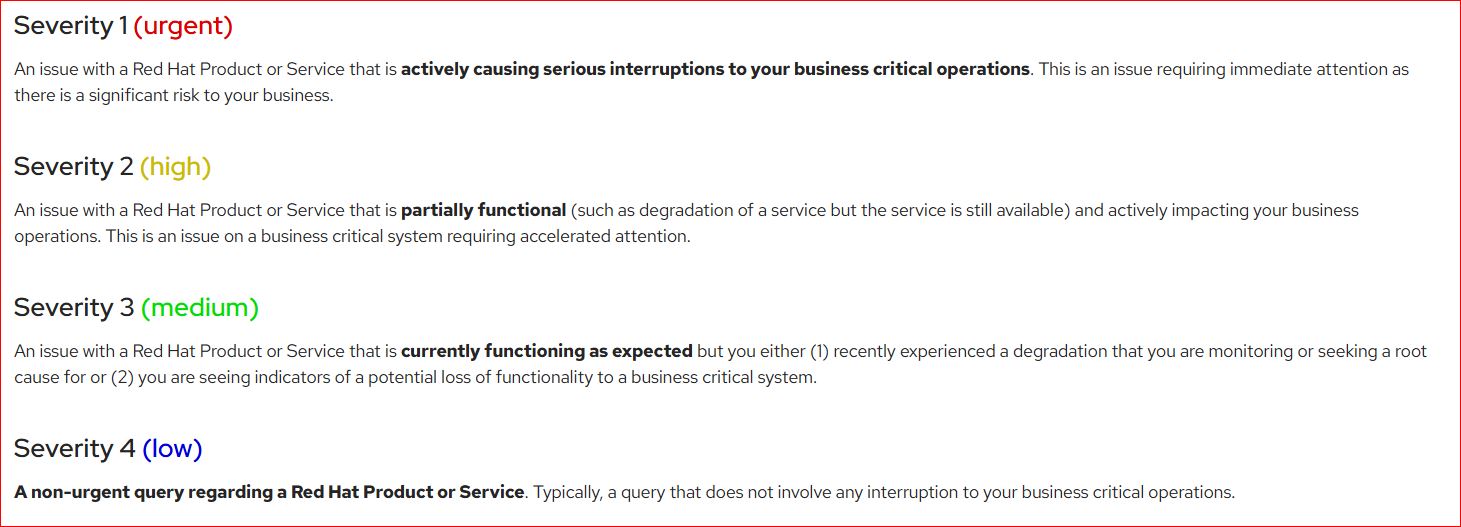 Severity 1 (urgent)
An issue with a Red Hat Product or Service that is actively causing serious interruptions to your business critical operations. This is an issue requiring immediate attention as
there is a significant risk to your business.
Severity 2 (high)
An issue with a Red Hat Product or Service that is partially functional (such as degradation of a service but the service is still available) and actively impacting your business
operations. This is an issue on a business critical system requiring accelerated attention.
Severity 3 (medium)
An issue with a Red Hat Product or Service that is currently functioning as expected but you either (1) recently experienced a degradation that you are monitoring or seeking a root
cause for or (2) you are seeing indicators of a potential loss of functionality to a business critical system.
Severity 4 (low)
A non-urgent query regarding a Red Hat Product or Service. Typically, a query that does not involve any interruption to your business critical operations.